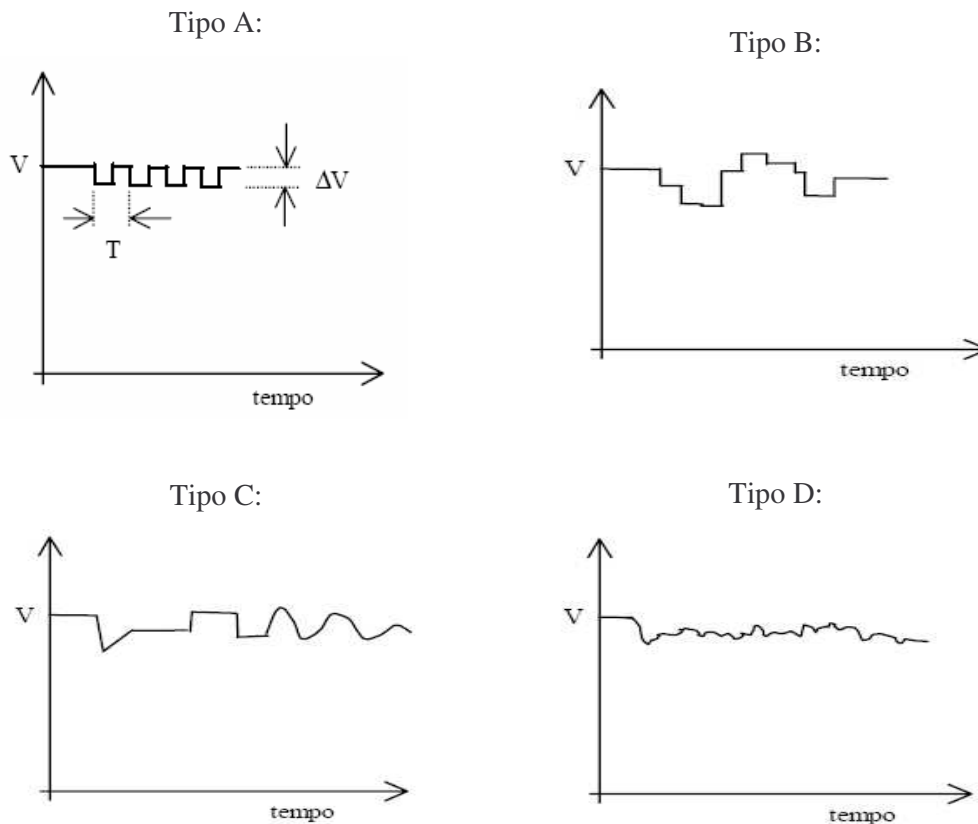 Tipo A:
V
ΔV
T
tempo
Tipo B:
V
tempo
Tipo C:
V
tempo
Tipo D:
V
tempo